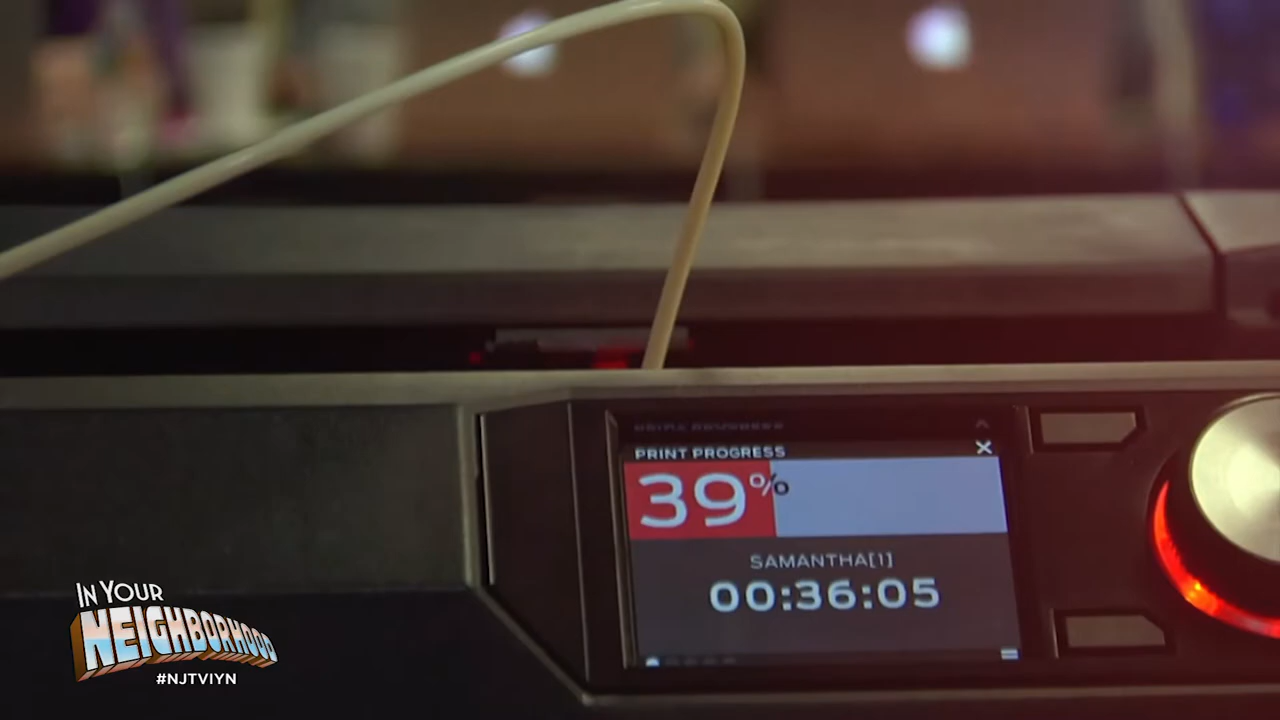 PRINT PROGRESS
39%
SAMANTHA[1]
00:36:05
IN YOUR
NEIGHBORHOOD
#NJTVIYN